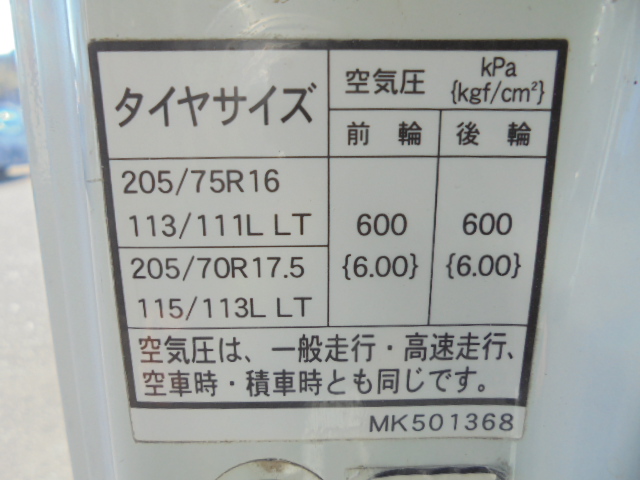 タイヤサイズ
空気圧 kPa
{kgf/cm²}
前輪 後輪
205/75R16
113/111L LT
205/70R17.5
115/113L LT
600 600
{6.00} {6.00}
空気圧は、一般走行・高速走行、
空車時・積車時とも同じです。
MK501368